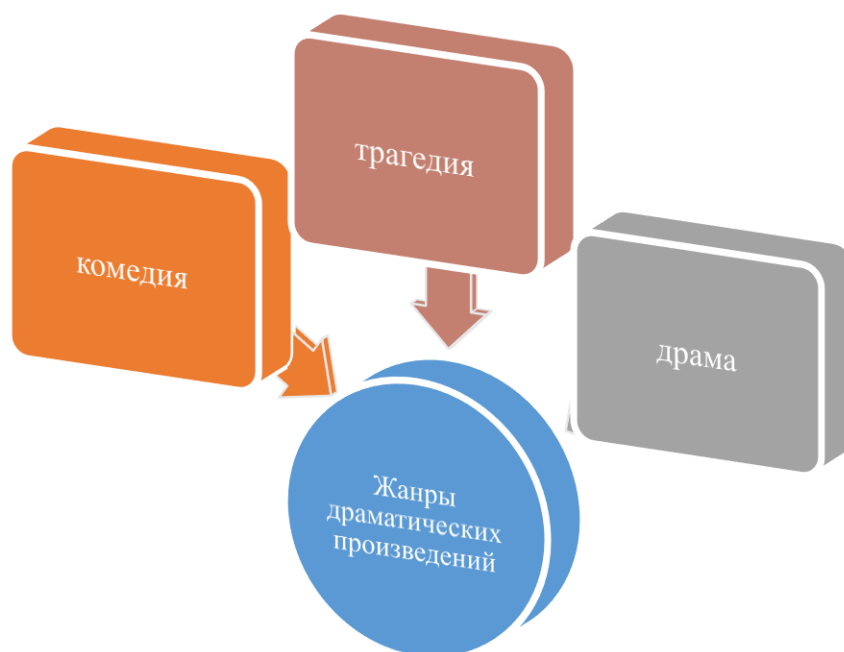 комедия
трагедия
драма
Жанры
драматических
произведений